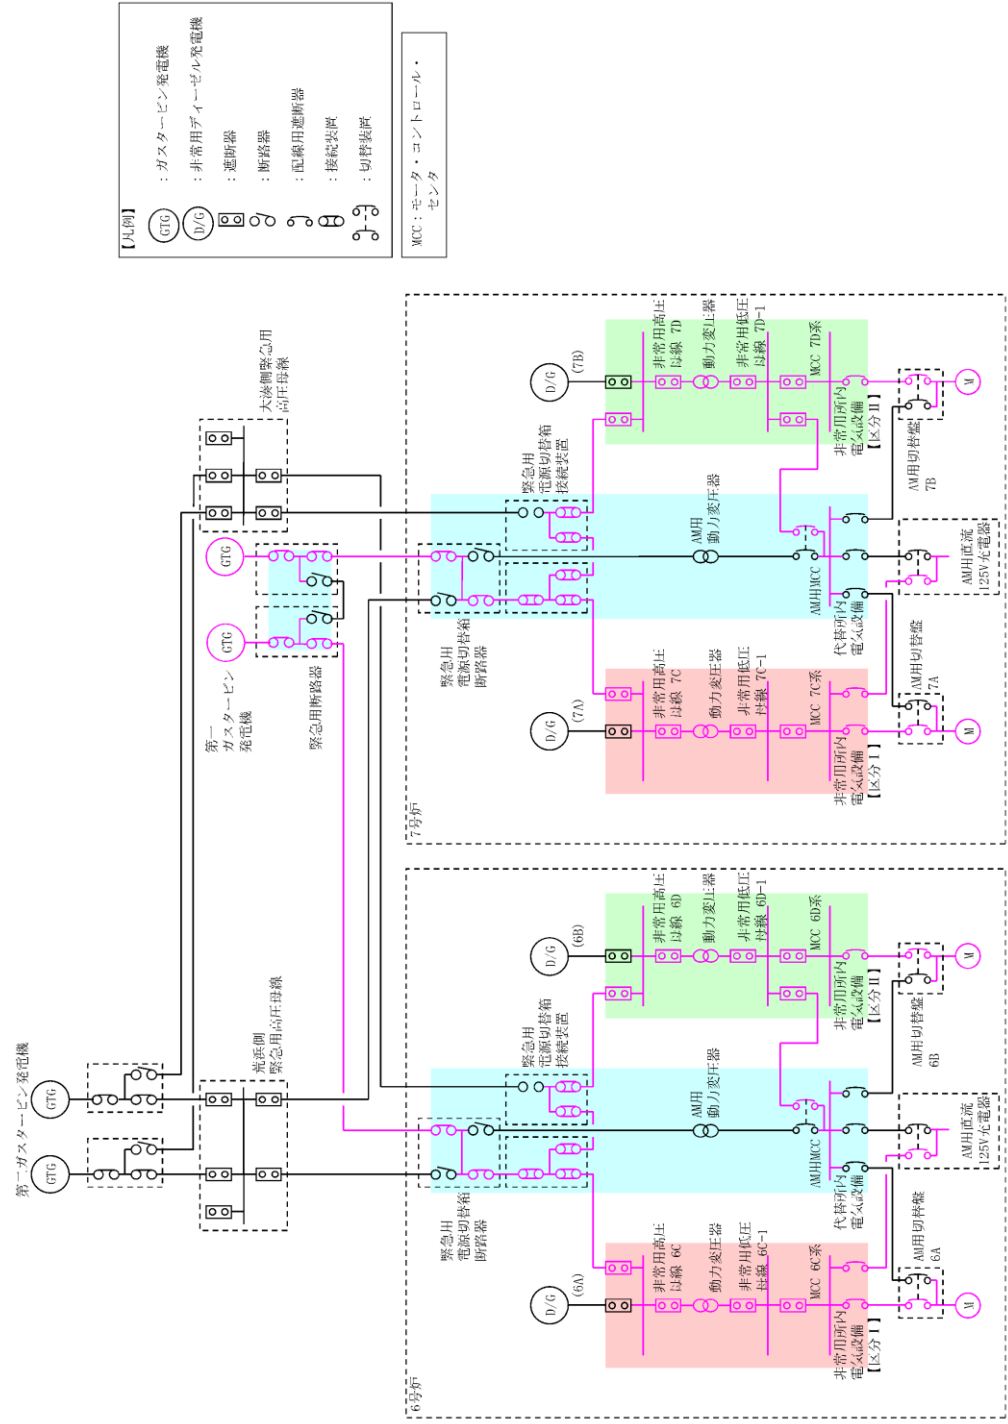 【凡例】
GTG
：ガスタービン発電機
D/G
：非常用ディーゼル発電機
：遮断器
：断路器
：配線用遮断器
：接続装置
：切替装置
MCC：モータ・コントロール・
センタ
第二ガスタービン発電機
GTG
GTG
荒浜側
緊急用高圧母線
大湊側緊急用
高圧母線
第一
ガスタービン
発電機
GTG
GTG
緊急用断路器
6号炉
緊急用
電源切替箱
断路器
緊急用
電源切替箱
接続装置
D/G
(6A)
D/G
(6B)
非常用高圧
母線 6C
動力変圧器
非常用低圧
母線 6C-1
MCC 6C系
非常用所内
電気設備
【区分Ⅰ】
AM用
動力変圧器
AM用MCC
代替所内
電気設備
非常用高圧
母線 6D
動力変圧器
非常用低圧
母線 6D-1
MCC 6D系
非常用所内
電気設備
【区分Ⅱ】
AM用切替盤
6A
AM用直流
125V充電器
AM用切替盤
6B
M
M
7号炉
緊急用
電源切替箱
断路器
緊急用
電源切替箱
接続装置
D/G
(7A)
D/G
(7B)
非常用高圧
母線 7C
動力変圧器
非常用低圧
母線 7C-1
MCC 7C系
非常用所内
電気設備
【区分Ⅰ】
AM用
動力変圧器
AM用MCC
代替所内
電気設備
非常用高圧
母線 7D
動力変圧器
非常用低圧
母線 7D-1
MCC 7D系
非常用所内
電気設備
【区分Ⅱ】
AM用切替盤
7A
AM用直流
125V充電器
AM用切替盤
7B
M
M